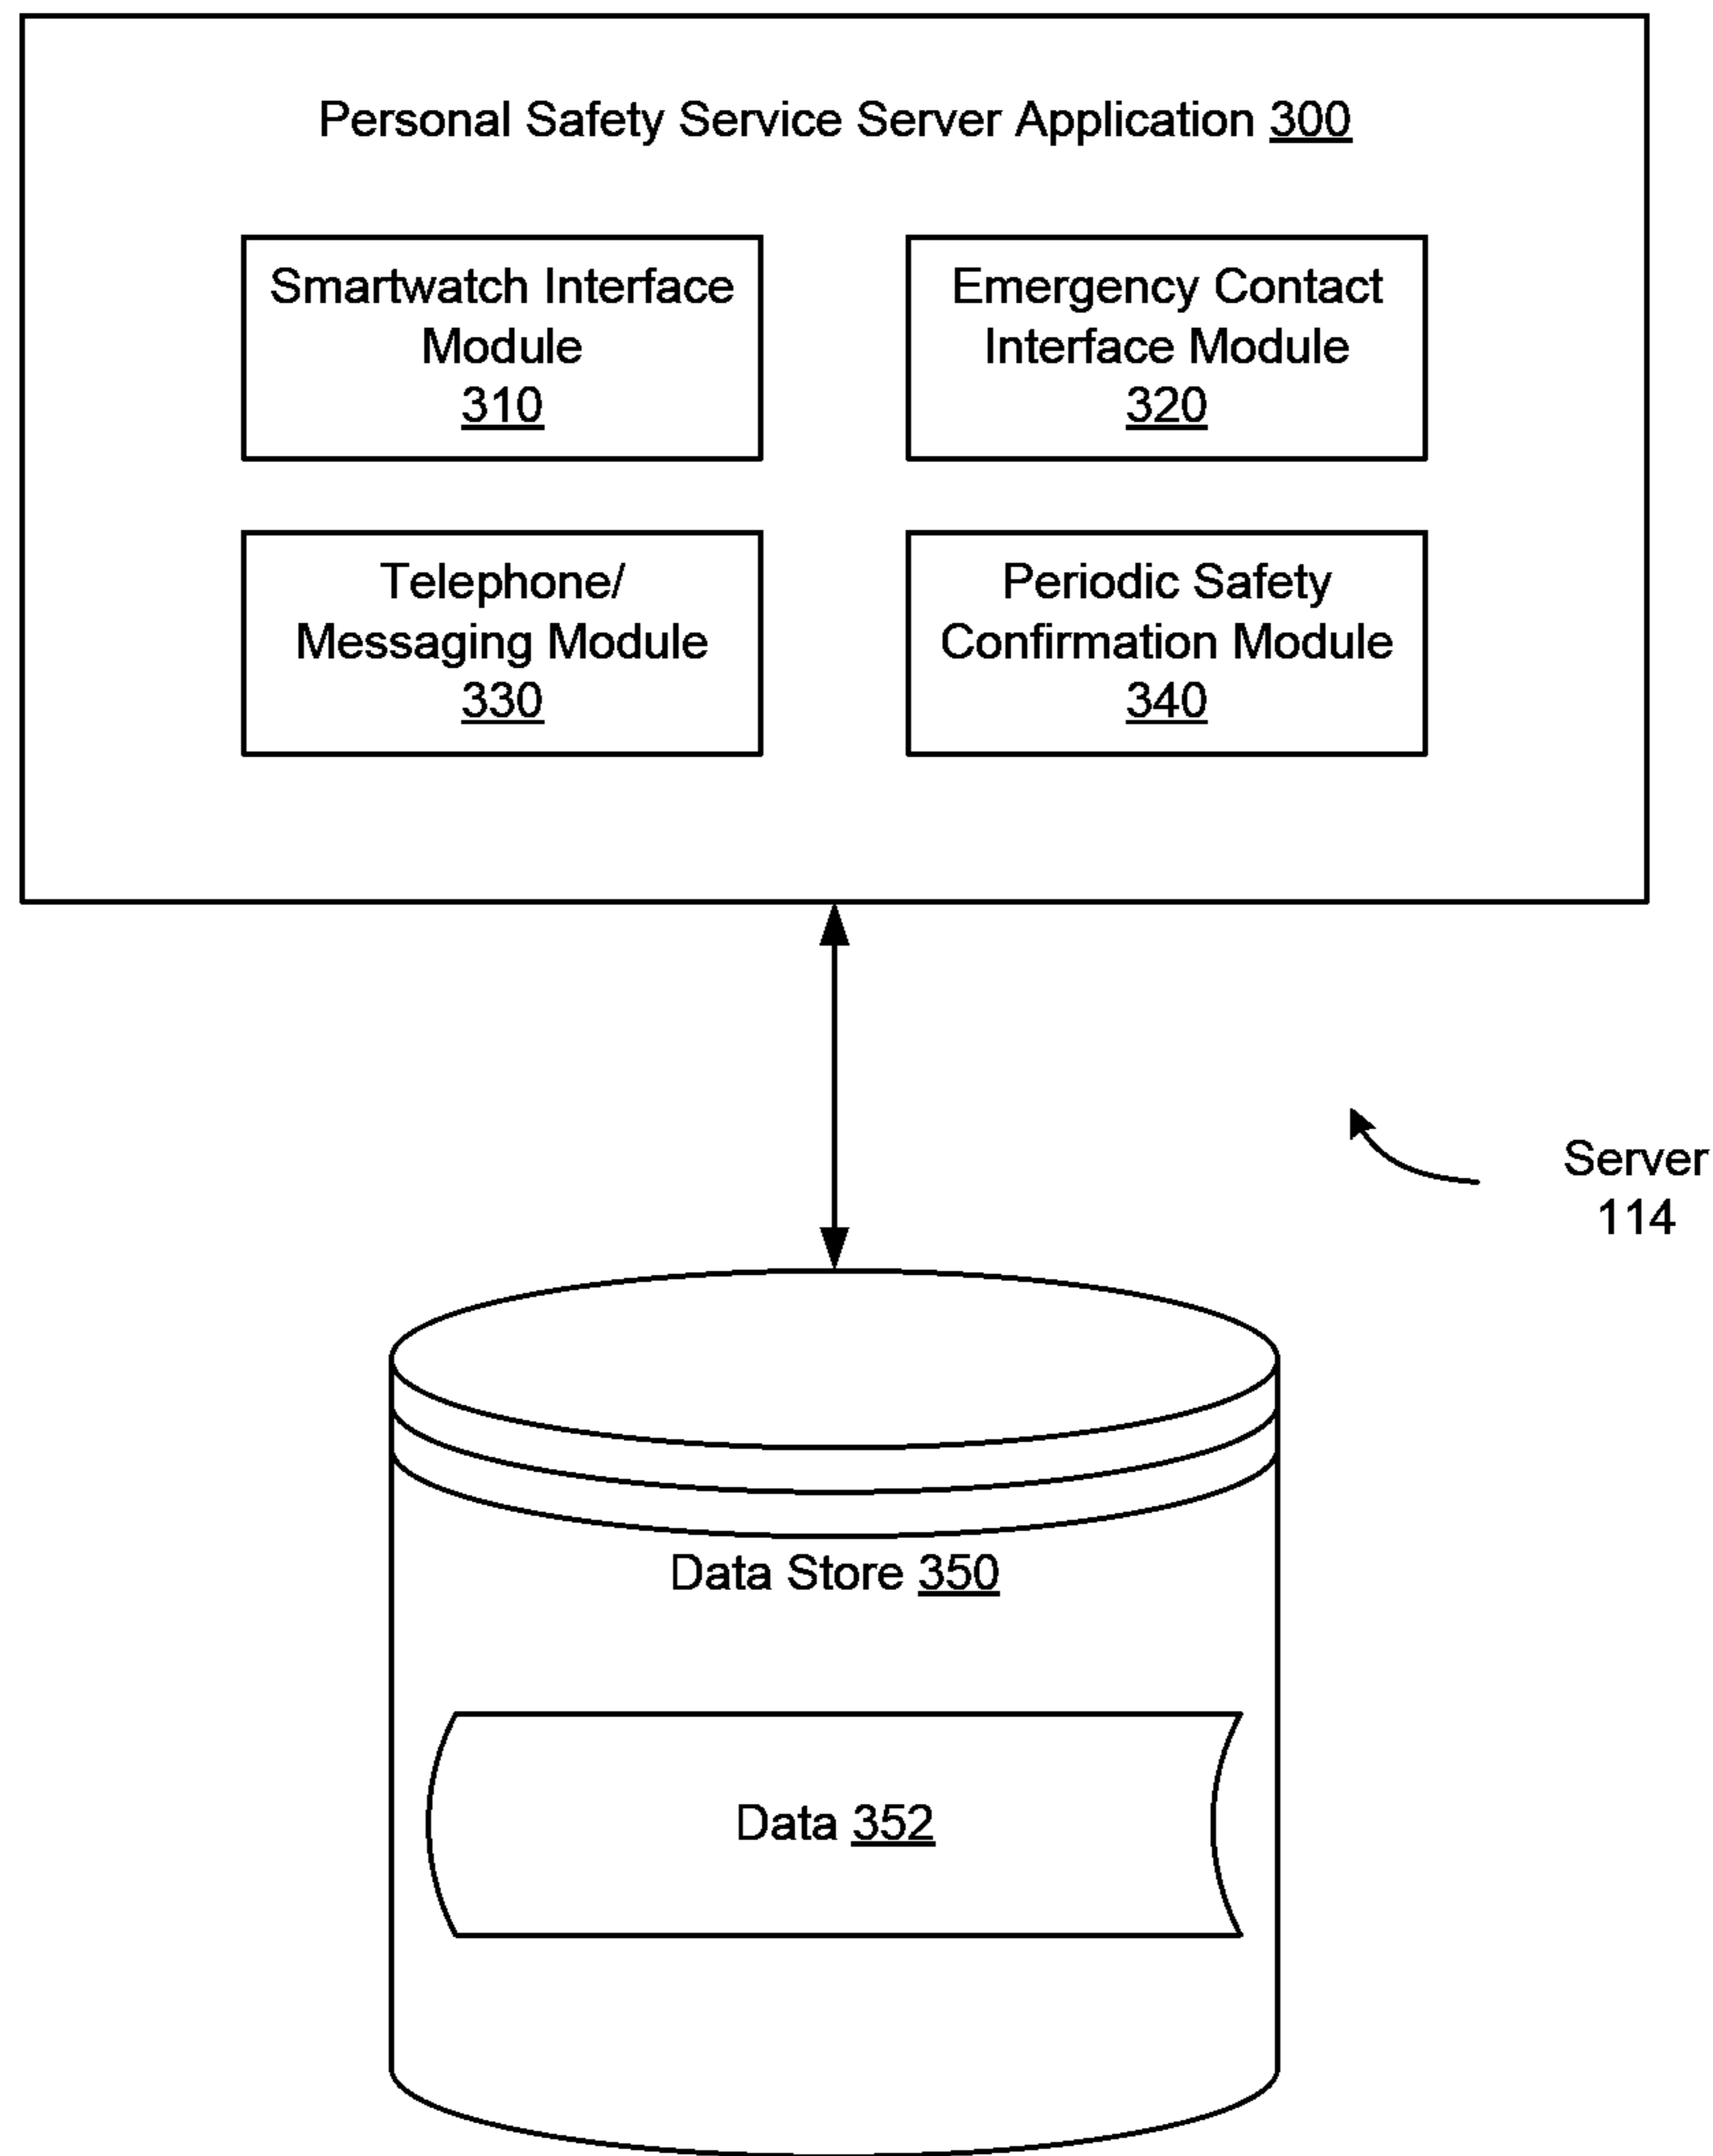 Personal Safety Service Server Application 300
Smartwatch Interface
Module
310
Emergency Contact
Interface Module
320
Telephone/
Messaging Module
330
Periodic Safety
Confirmation Module
340
Server
114
Data Store 350
Data 352